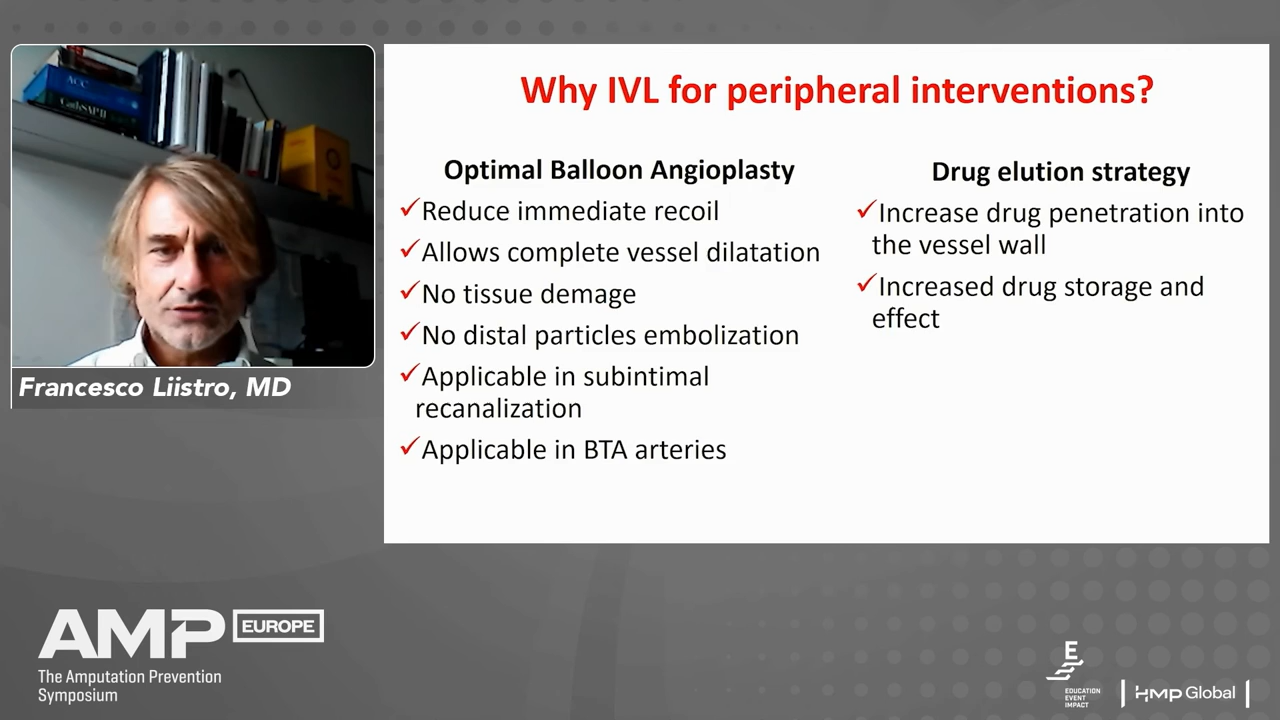 ACC
CathSAP II
Francesco Liistro, MD
Why IVL for peripheral interventions?
Optimal Balloon Angioplasty
✓Reduce immediate recoil
✓Allows complete vessel dilatation
✓No tissue demage
✓No distal particles embolization
✓Applicable in subintimal
recanalization
✓Applicable in BTA arteries
Drug elution strategy
✓Increase drug penetration into
the vessel wall
✓Increased drug storage and
effect
AMP EUROPE
The Amputation Prevention
Symposium
E
EDUCATION
EVENT
IMPACT
HMP Global